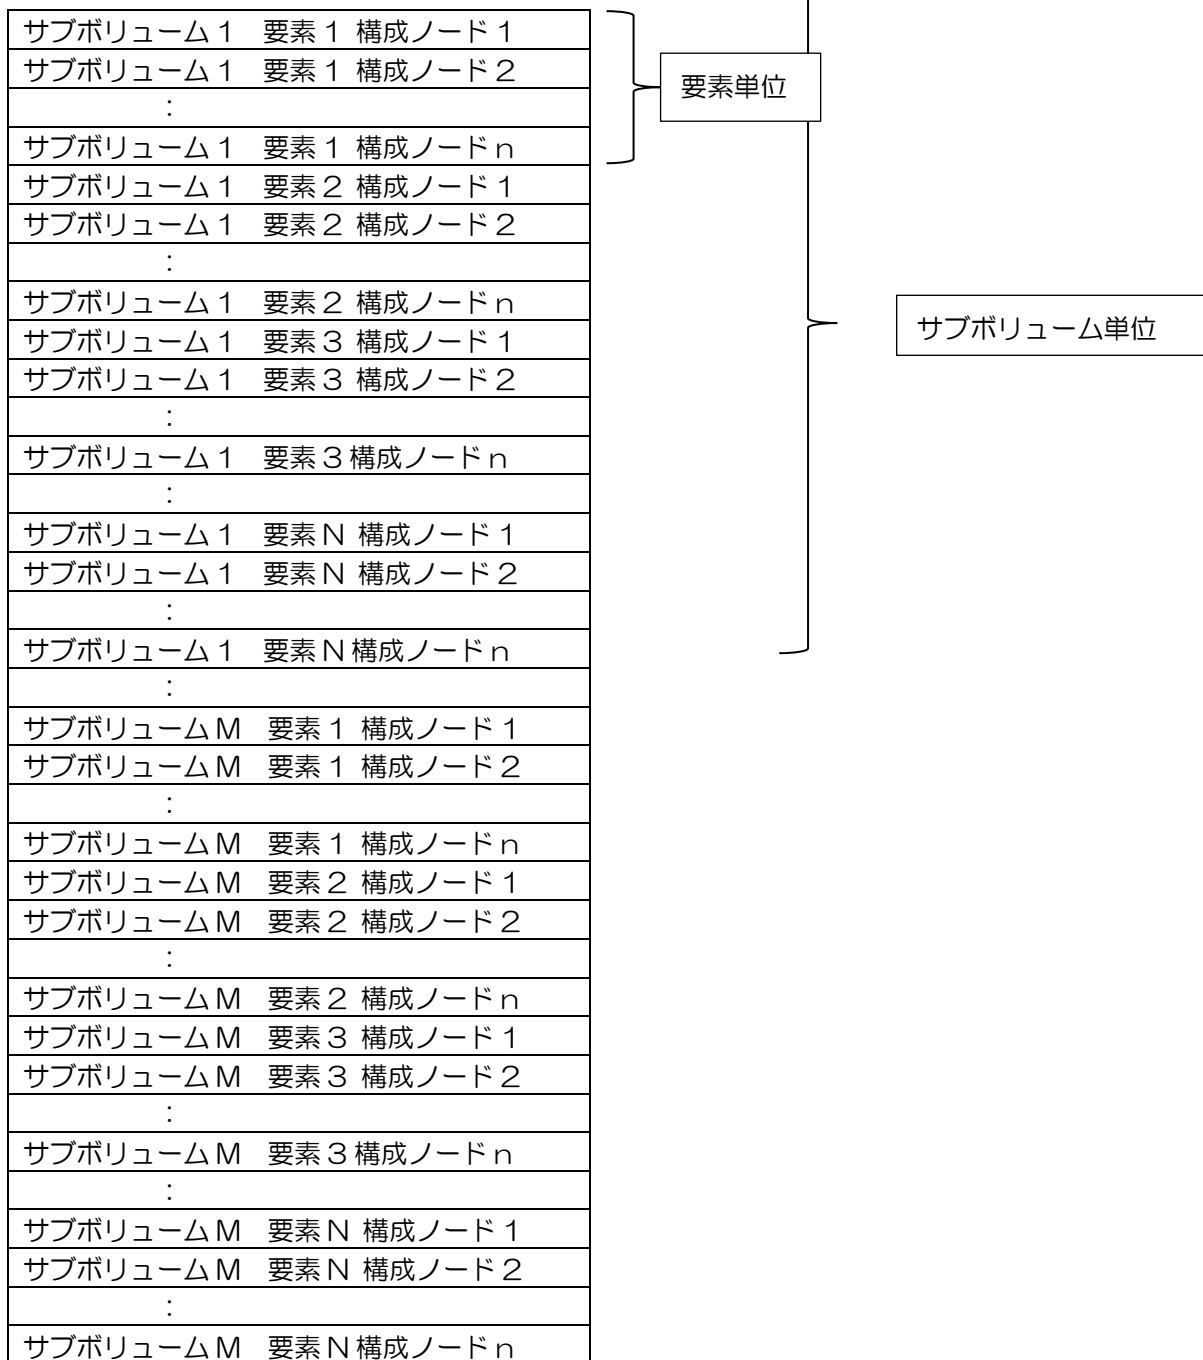 サブボリューム１　要素１ 構成ノード１
サブボリューム１　要素１ 構成ノード２
：
サブボリューム１　要素１ 構成ノードｎ
サブボリューム１　要素２ 構成ノード１
サブボリューム１　要素２ 構成ノード２
：
サブボリューム１　要素２ 構成ノードｎ
サブボリューム１　要素３ 構成ノード１
サブボリューム１　要素３ 構成ノード２
：
サブボリューム１　要素３構成ノードｎ
：
サブボリューム１　要素Ｎ 構成ノード１
サブボリューム１　要素Ｎ 構成ノード２
：
サブボリューム１　要素Ｎ構成ノードｎ
：
サブボリュームＭ　要素１ 構成ノード１
サブボリュームＭ　要素１ 構成ノード２
：
サブボリュームＭ　要素１ 構成ノードｎ
サブボリュームＭ　要素２ 構成ノード１
サブボリュームＭ　要素２ 構成ノード２
：
サブボリュームＭ　要素２ 構成ノードｎ
サブボリュームＭ　要素３ 構成ノード１
サブボリュームＭ　要素３ 構成ノード２
：
サブボリュームＭ　要素３構成ノードｎ
：
サブボリュームＭ　要素Ｎ 構成ノード１
サブボリュームＭ　要素Ｎ 構成ノード２
：
サブボリュームＭ　要素Ｎ構成ノードｎ
要素単位
サブボリューム単位